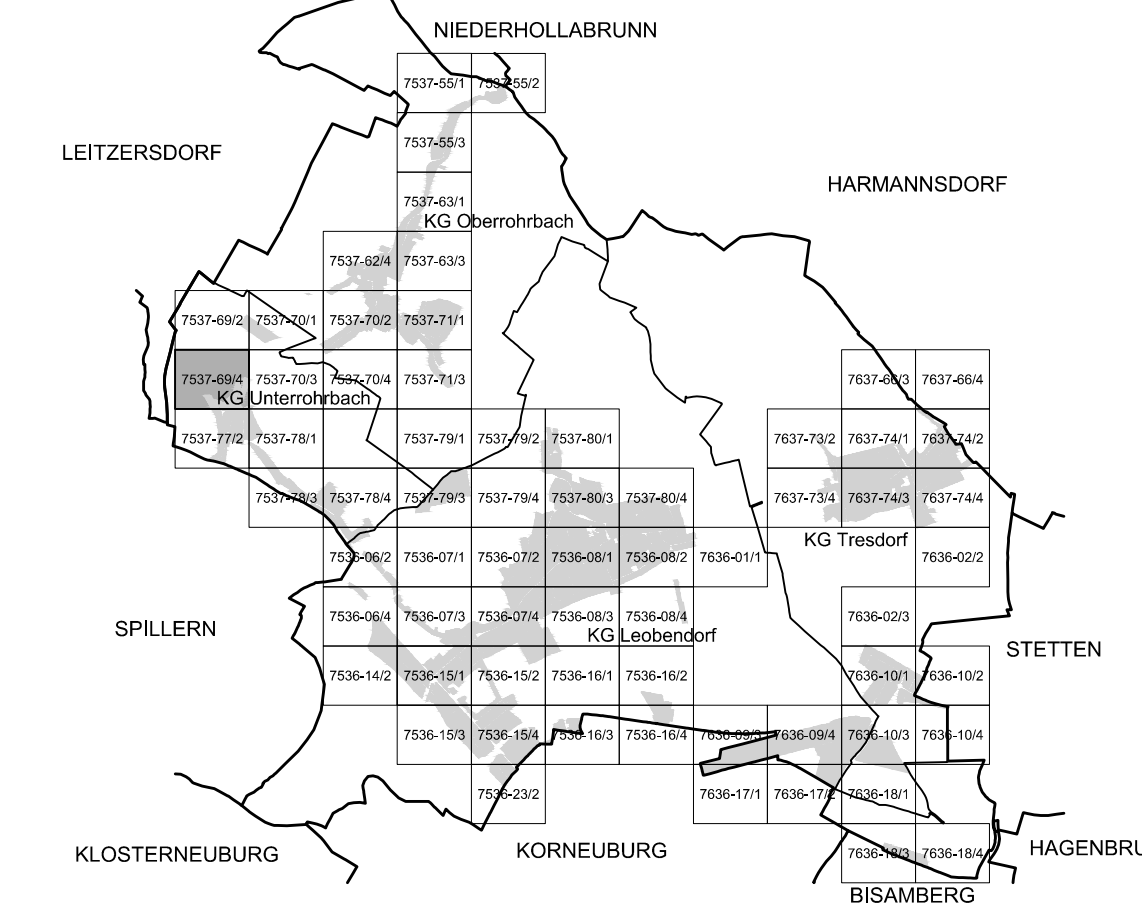 NIEDERHOLLABRUNN
7537-55/1 7537-55/2
7537-55/3
LEITZERSDORF
HARMANNSDORF
7537-63/1
KG Oberrohrbach
7537-62/4 7537-63/3
7537-69/2 7537-70/1 7537-70/2 7537-71/1
7537-69/4 7537-70/3 7537-70/4 7537-71/3 7637-66/3 7637-66/4
KG Unterrohrbach
7537-77/2 7537-78/1 7537-79/1 7537-79/2 7537-80/1 7637-73/2 7637-74/1 7637-74/2
7537-78/3 7537-78/4 7537-79/3 7537-79/4 7537-80/3 7537-80/4 7637-73/4 7637-74/3 7637-74/4
KG Tresdorf
7536-06/2 7536-07/1 7536-07/2 7536-08/1 7536-08/2 7636-01/1 7636-02/2
7536-06/4 7536-07/3 7536-07/4 7536-08/3 7536-08/4 7636-02/3
SPILLERN
KG Leobendorf
STETTEN
7536-14/2 7536-15/1 7536-15/2 7536-16/1 7536-16/2 7636-10/1 7636-10/2
7536-15/3 7536-15/4 7536-16/3 7536-16/4 7636-09/3 7636-09/4 7636-10/3 7636-10/4
7536-23/2 7636-17/1 7636-17/2 7636-18/1
KLOSTERNEUBURG
KORNEUBURG
7636-18/3 7636-18/4
HAGENBRU
BISAMBERG